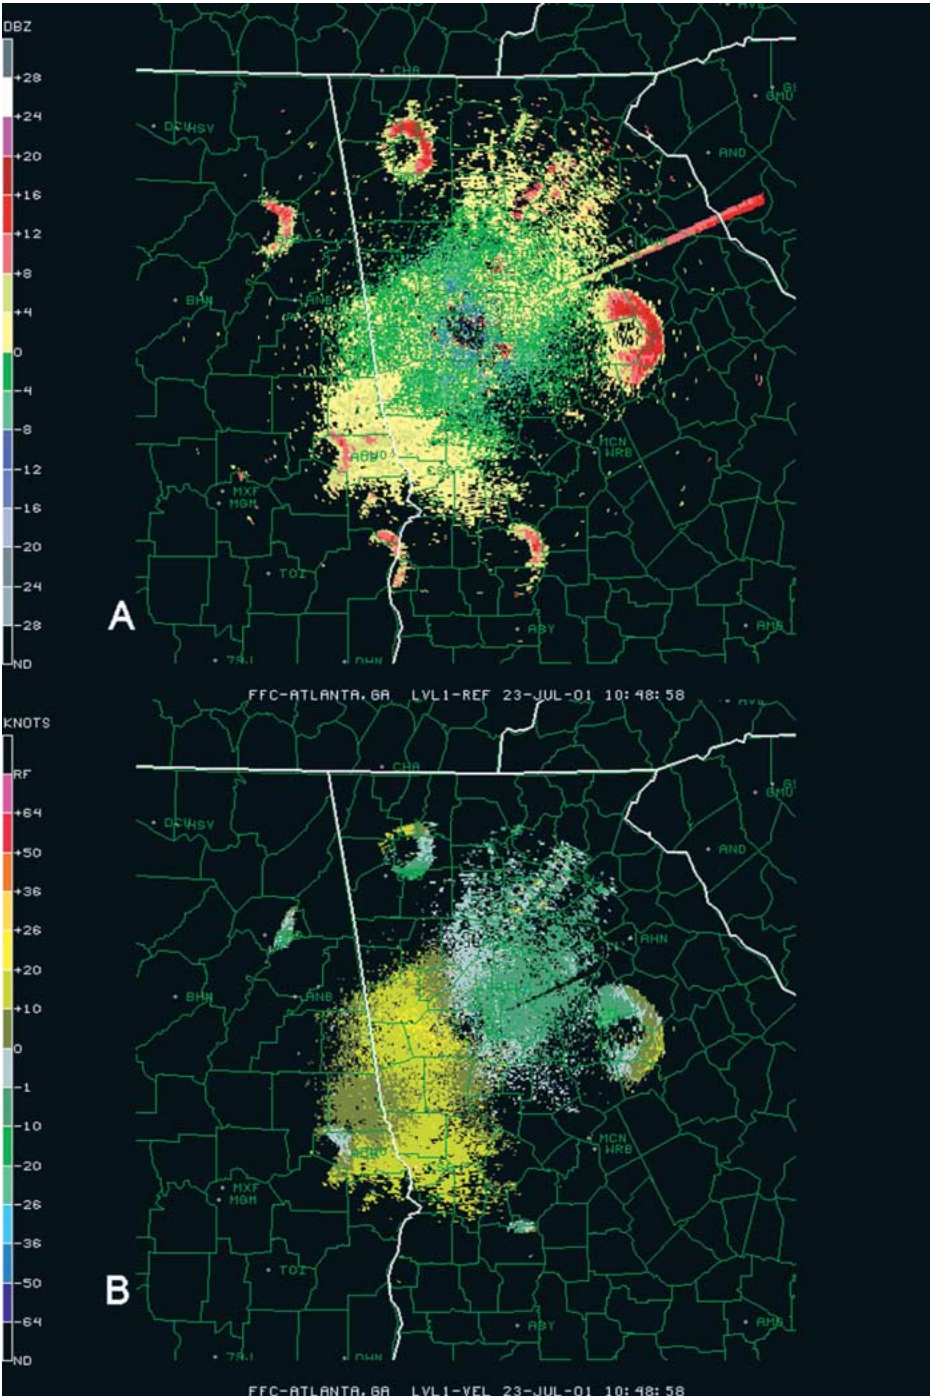 DBZ
+28
+24
+20
+16
+12
+8
+4
0
-4
-8
-12
-16
-20
-24
-28
ND
CHA
GMU
HSY
AND
BHM
ANB
MCN
WRB
MXF
MGM
TOI
ABY
AMG
79J
DHN
A
FFC-ATLANTA,GA LVL1-REF 23-JUL-01 10:48:58
KNOTS
RF
+64
+50
+36
+26
+20
+10
0
-1
-10
-20
-26
-36
-50
-64
ND
CHA
GMU
MSY
AND
AHN
BHM
ANB
MCN
WRB
MXF
MGM
TOI
ABY
AMG
79J
DHN
B
FFC-ATLANTA,GA LVL1-VEL 23-JUL-01 10:48:58